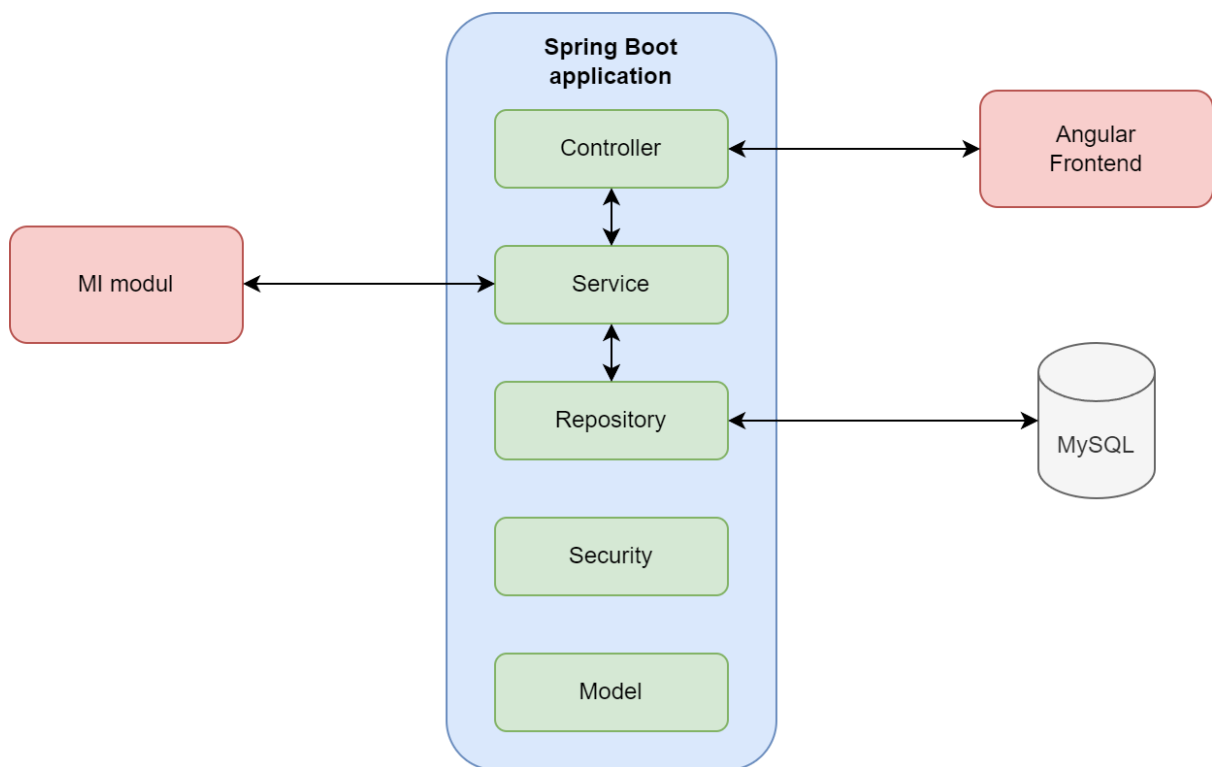 Spring Boot
application
Controller
Angular
Frontend
MI modul
Service
Repository
MySQL
Security
Model